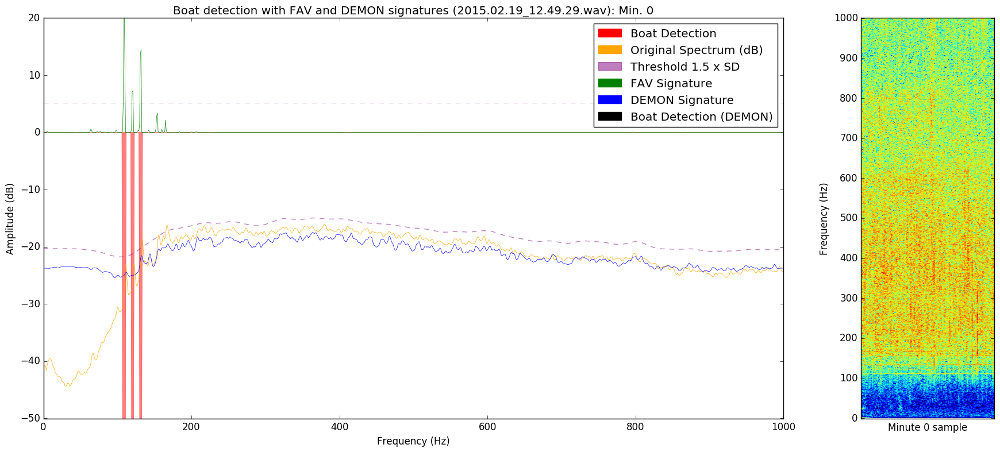 Boat detection with FAV and DEMON signatures (2015.02.19_12.49.29.wav): Min. 0
20
10
0
−10
−20
−30
−40
−50
Amplitude (dB)
Boat Detection
Original Spectrum (dB)
Threshold 1.5 x SD
FAV Signature
DEMON Signature
Boat Detection (DEMON)
0
200
400
600
800
1000
Frequency (Hz)
1000
900
800
700
600
500
400
300
200
100
0
Frequency (Hz)
Minute 0 sample